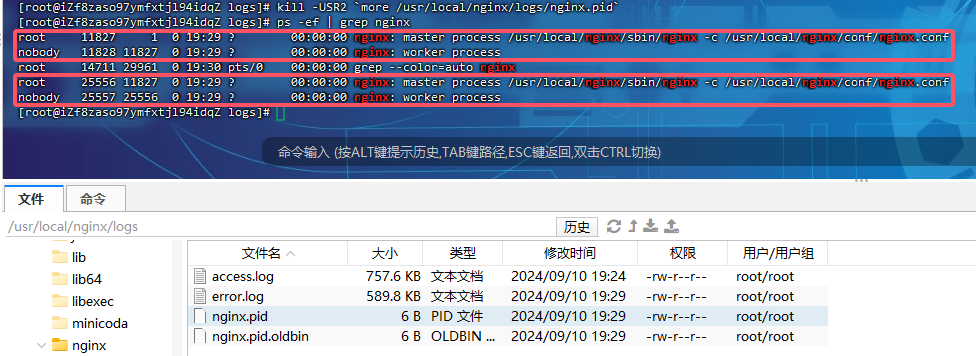 [root@iZf8zaso97ymfxtjl94idqZ logs]# kill -USR2 `more /usr/local/nginx/logs/nginx.pid`
[root@iZf8zaso97ymfxtjl94idqZ logs]# ps -ef | grep nginx
root 11827 1 0 19:29 ? 00:00:00 nginx: master process /usr/local/nginx/sbin/nginx -c /usr/local/nginx/conf/nginx.conf
nobody 11828 11827 0 19:29 ? 00:00:00 nginx: worker process
root 14711 29961 0 19:30 pts/0 00:00:00 grep --color=auto nginx
root 25556 11827 0 19:29 ? 00:00:00 nginx: master process /usr/local/nginx/sbin/nginx -c /usr/local/nginx/conf/nginx.conf
nobody 25557 25556 0 19:29 ? 00:00:00 nginx: worker process
[root@iZf8zaso97ymfxtjl94idqZ logs]#
命令输入 (按ALT键提示历史,TAB键路径,ESC键返回,双击CTRL切换)
文件 命令
/usr/local/nginx/logs 历史
文件名 大小 类型 修改时间 权限 用户/用户组
lib
lib64
libexec
minicoda
nginx
access.log 757.6 KB 文本文档 2024/09/10 19:24 -rw-r--r-- root/root
error.log 589.8 KB 文本文档 2024/09/10 19:29 -rw-r--r-- root/root
nginx.pid 6 B PID 文件 2024/09/10 19:29 -rw-r--r-- root/root
nginx.pid.oldbin 6 B OLDBIN ... 2024/09/10 19:29 -rw-r--r-- root/root